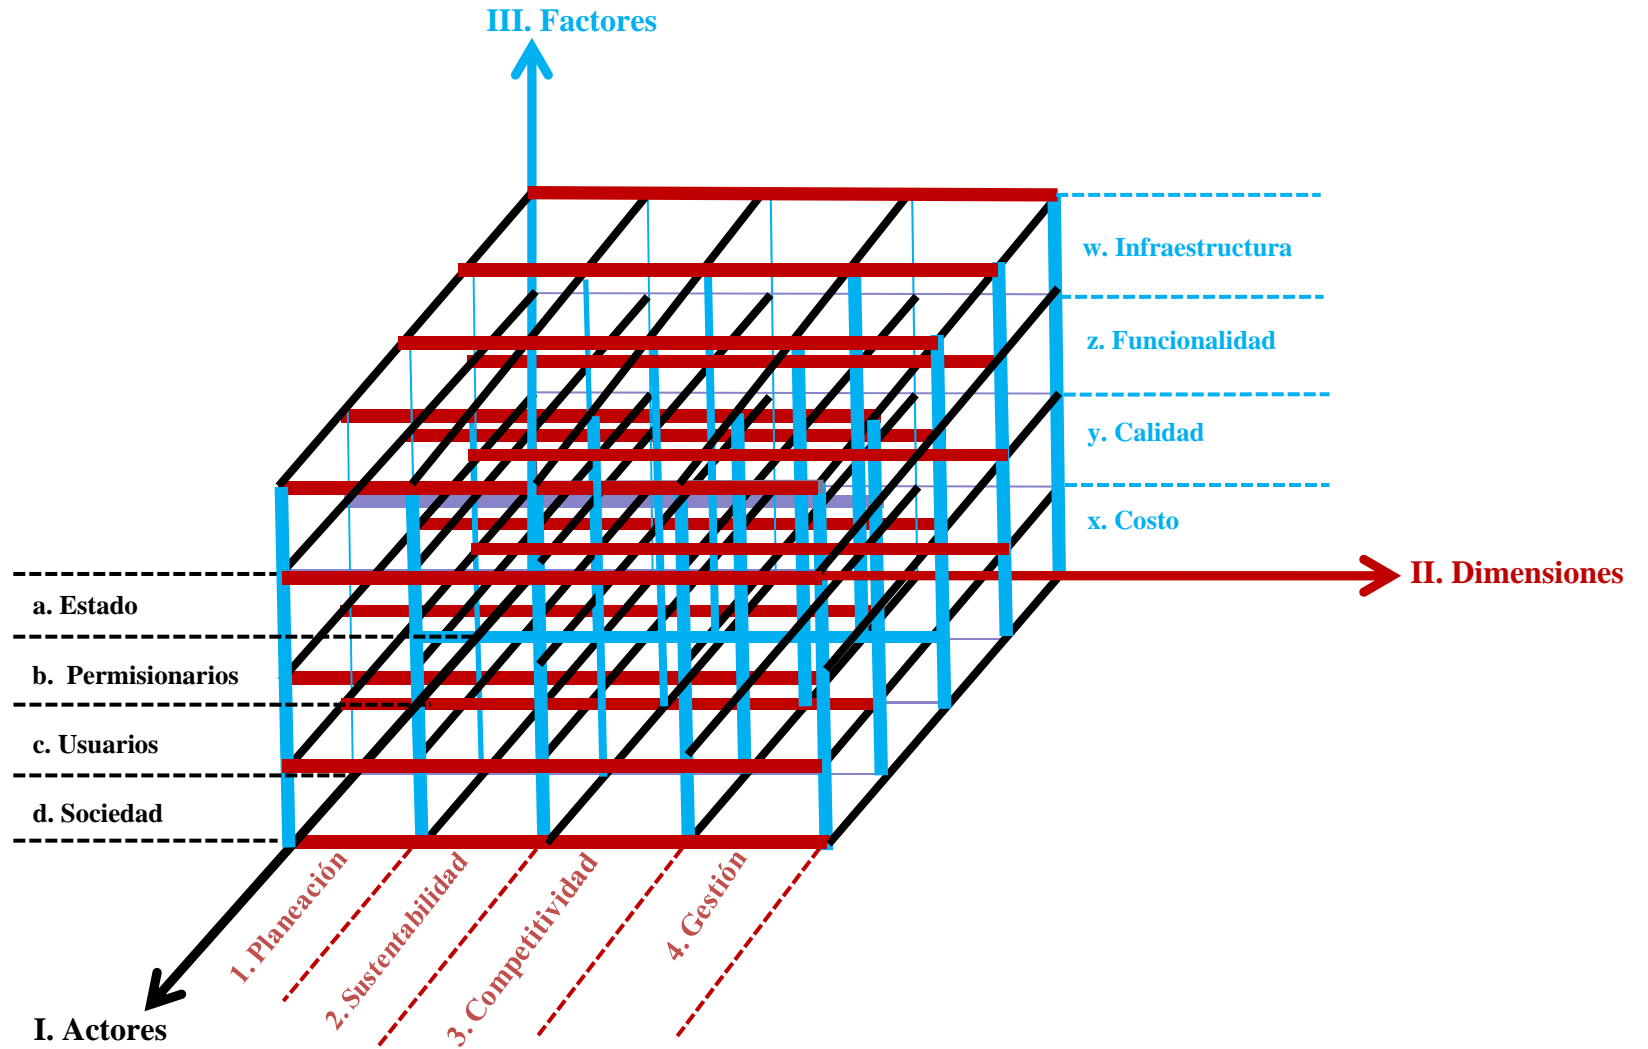 III. Factores
w. Infraestructura
z. Funcionalidad
y. Calidad
x. Costo
II. Dimensiones
a. Estado
b. Permisionarios
c. Usuarios
d. Sociedad
1. Planeación
2. Sustentabilidad
3. Competitividad
4. Gestión
I. Actores